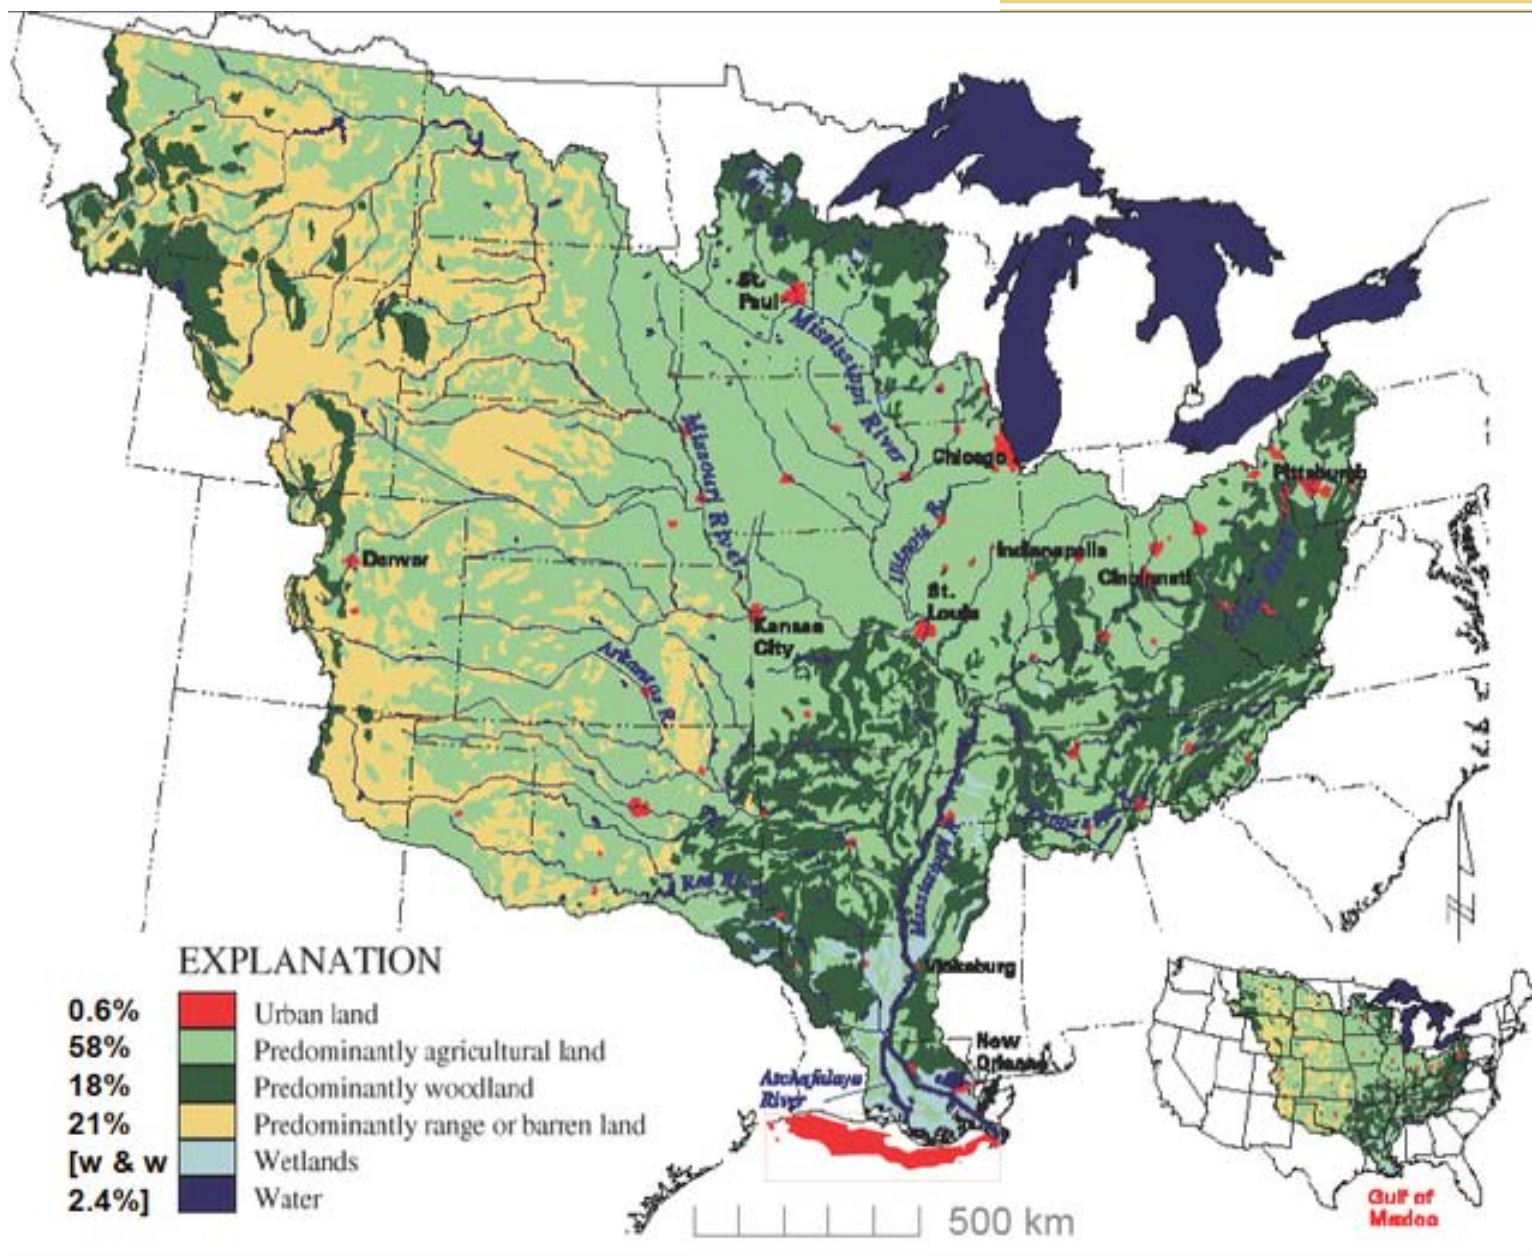 St.
Paul
Mississippi River
Missouri River
Chicago
Pittsburgh
Illinois R.
Indianapolis
Cincinnati
Denver
St.
Louis
Kansas
City
Arkansas R.
Red River
Mississippi R.
Vicksburg
New
Orleans
Atchafalaya
River
EXPLANATION
0.6% Urban land
58% Predominantly agricultural land
18% Predominantly woodland
21% Predominantly range or barren land
[w & w Wetlands
2.4%] Water
500 km
Gulf of
Mexico